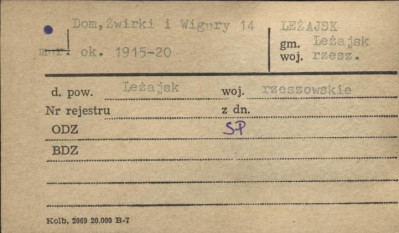 Dom, Żwirki i Wigury 14
mur. ok. 1915-20
LEŻAJSK
gm. Leżajsk
woj. rzesz.
d. pow. Leżajsk woj. rzeszowskie
Nr rejestru z dn.
ODZ SP
BDZ
Kolb. 2069 20.000 B-7